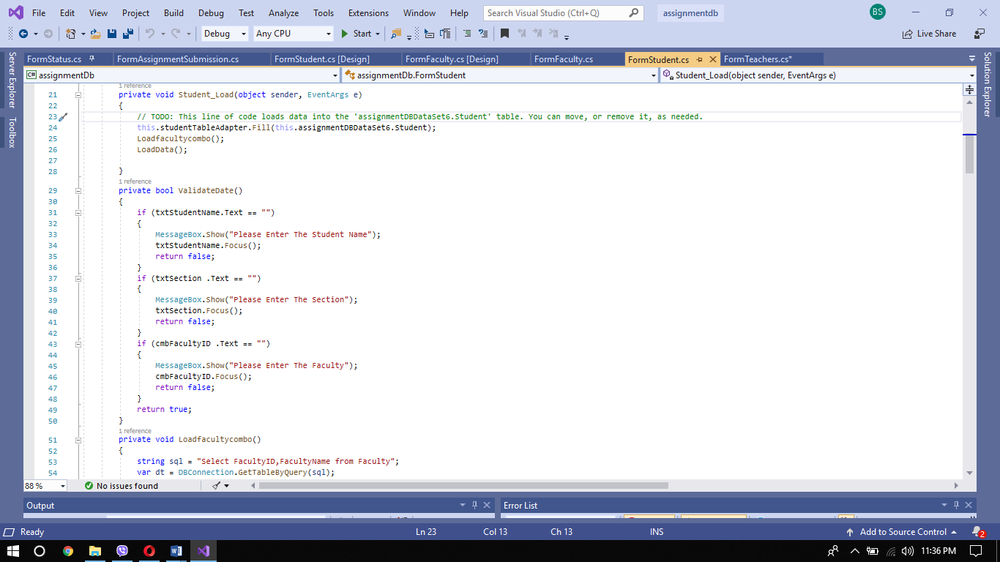 File Edit View Project Build Debug Test Analyze Tools Extensions Window Help Search Visual Studio (Ctrl+Q) assignmentdb BS
Debug Any CPU Start Live Share
FormStatus.cs FormAssignmentSubmission.cs FormStudent.cs [Design] FormFaculty.cs [Design] FormFaculty.cs FormStudent.cs FormTeachers.cs*
C# assignmentDb assignmentDb.FormStudent Student_Load(object sender, EventArgs e)
Server Explorer
Toolbox
Solution Explorer
1 reference
21 private void Student_Load(object sender, EventArgs e)
22 {
23 // TODO: This line of code loads data into the 'assignmentDBDataSet6.Student' table. You can move, or remove it, as needed.
24 this.studentTableAdapter.Fill(this.assignmentDBDataSet6.Student);
25 Loadfacultycombo();
26 LoadData();
27
28 }
1 reference
29 private bool ValidateDate()
30 {
31 if (txtStudentName.Text == "")
32 {
33 MessageBox.Show("Please Enter The Student Name");
34 txtStudentName.Focus();
35 return false;
36 }
37 if (txtSection .Text == "")
38 {
39 MessageBox.Show("Please Enter The Section");
40 txtSection.Focus();
41 return false;
42 }
43 if (cmbFacultyID .Text == "")
44 {
45 MessageBox.Show("Please Enter The Faculty");
46 cmbFacultyID.Focus();
47 return false;
48 }
49 return true;
50 }
1 reference
51 private void Loadfacultycombo()
52 {
53 string sql = "Select FacultyID,FacultyName from Faculty";
54 var dt = DBConnection.GetTableByQuery(sql);
88 % No issues found
Output Error List
Ready Ln 23 Col 13 Ch 13 INS Add to Source Control 2
11:36 PM